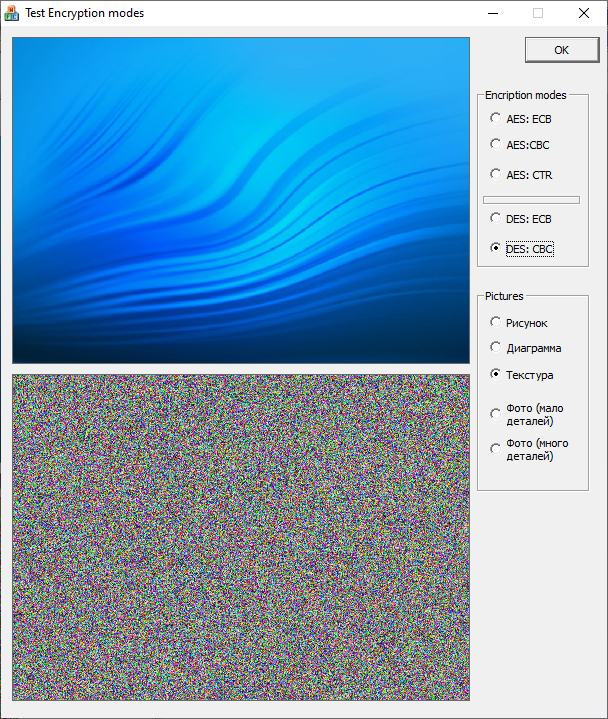 Test Encryption modes
OK
Encription modes
AES: ECB
AES:CBC
AES: CTR
DES: ECB
DES: CBC
Pictures
Рисунок
Диаграмма
Текстура
Фото (мало
деталей)
Фото (много
деталей)